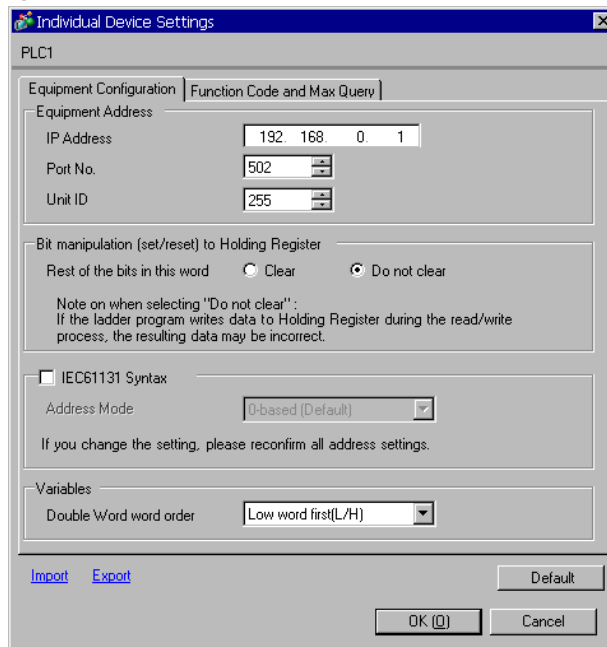 Individual Device Settings
PLC1
Equipment Configuration Function Code and Max Query
Equipment Address
IP Address 192. 168. 0. 1
Port No. 502
Unit ID 255
Bit manipulation (set/reset) to Holding Register
Rest of the bits in this word Clear Do not clear
Note on when selecting "Do not clear" :
If the ladder program writes data to Holding Register during the read/write
process, the resulting data may be incorrect.
IEC61131 Syntax
Address Mode 0-based (Default)
If you change the setting, please reconfirm all address settings.
Variables
Double Word word order Low word first(L/H)
Import Export Default
OK (O) Cancel